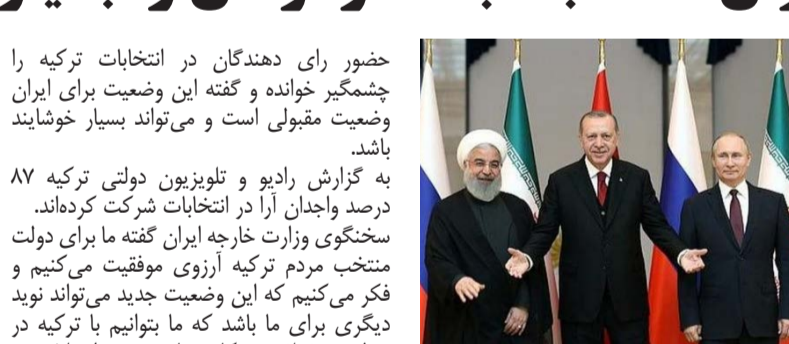 حضور رای دهندگان در انتخابات ترکیه را
چشمگیر خوانده و گفته این وضعیت برای ایران
وضعیت مقبولی است و می‌تواند بسیار خوشایند
باشد.
به گزارش رادیو و تلویزیون دولتی ترکیه ۸۷
درصد واجدان آرا در انتخابات شرکت کرده‌اند.
سخنگوی وزارت خارجه ایران گفته ما برای دولت
منتخب مردم ترکیه آرزوی موفقیت می‌کنیم و
فکر می‌کنیم که این وضعیت جدید می‌تواند نوید
دیگری برای ما باشد که ما بتوانیم با ترکیه در